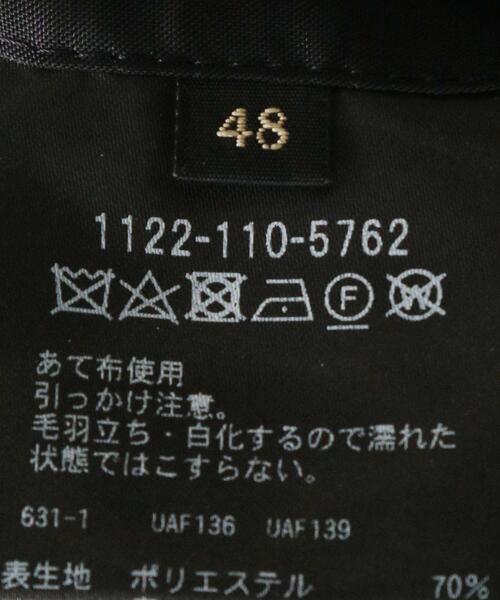 48
1122-110-5762
F W
あて布使用
引っかけ注意。
毛羽立ち・白化するので濡れた
状態ではこすらない。
631-1 UAF136 UAF139
表生地 ポリエステル 70%